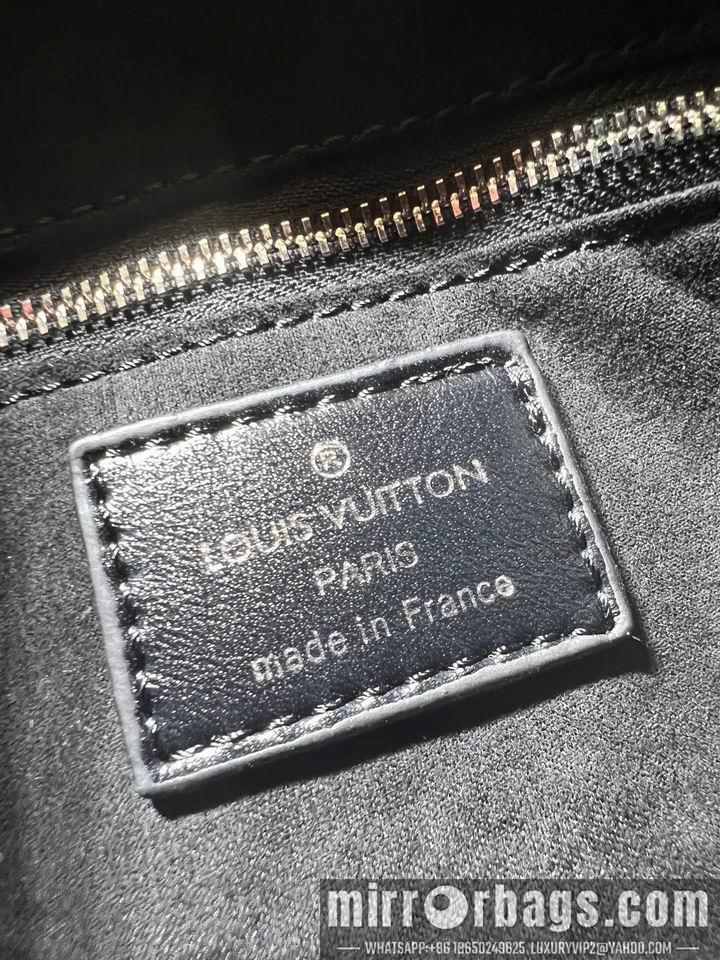 ®
LOUIS VUITTON
PARIS
made in France
mirrorbags.com
WHATSAPP:+86 18650249625 LUXURYVIP2@YAHOO.COM